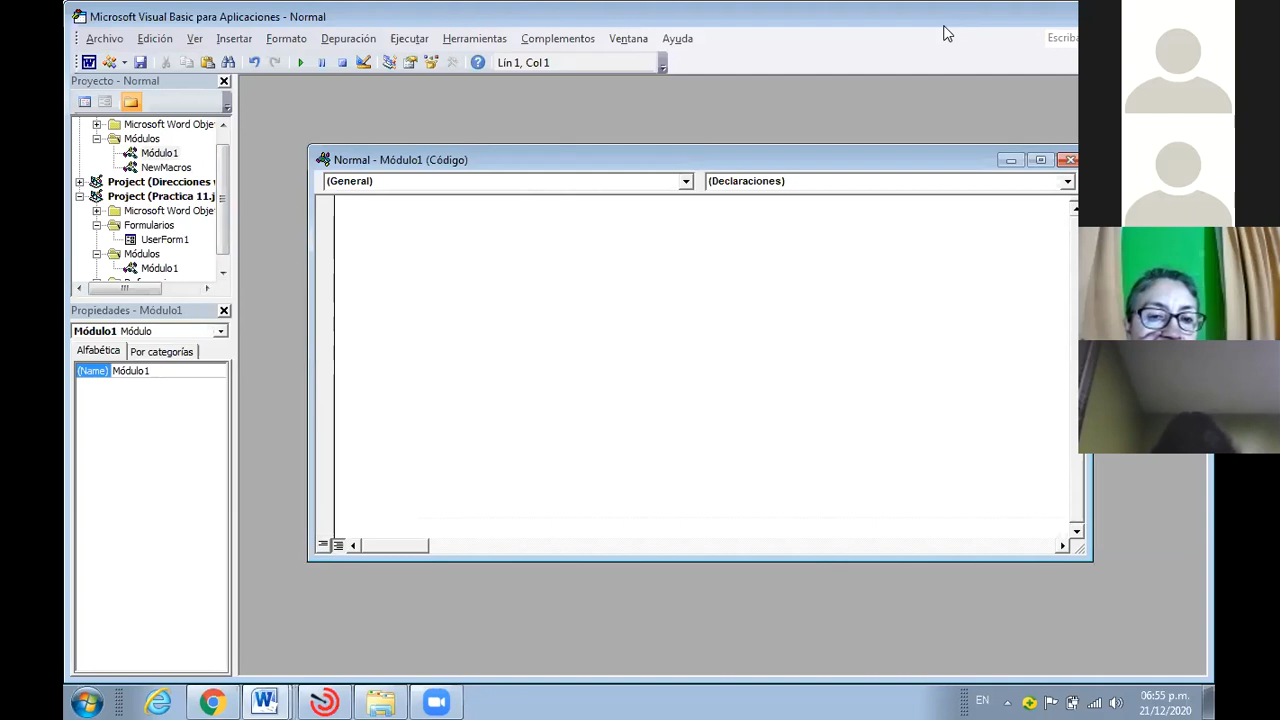 Microsoft Visual Basic para Aplicaciones - Normal
Archivo Edición Ver Insertar Formato Depuración Ejecutar Herramientas Complementos Ventana Ayuda Escriba
Lín 1, Col 1
Proyecto - Normal
Microsoft Word Obje
Módulos
Módulo1
NewMacros
Project (Direcciones
Project (Practica 11.j
Microsoft Word Obje
Formularios
UserForm1
Módulos
Módulo1
Normal - Módulo1 (Código)
(General) (Declaraciones)
Propiedades - Módulo1
Módulo1 Módulo
Alfabética Por categorías
(Name) Módulo1
EN
06:55 p.m.
21/12/2020